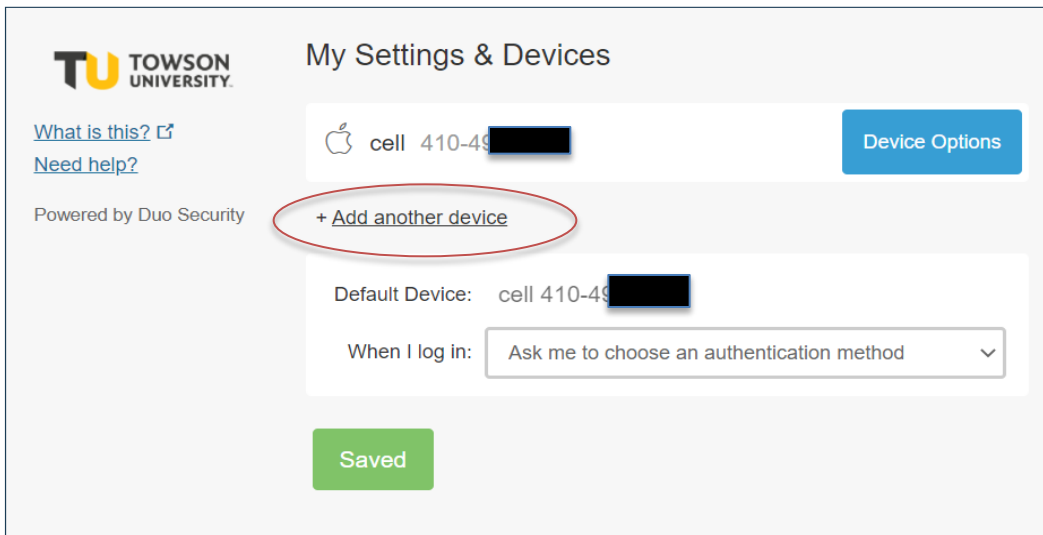 TU TOWSON
UNIVERSITY.
What is this?
Need help?
Powered by Duo Security
My Settings & Devices
cell 410-49
Device Options
+ Add another device
Default Device: cell 410-49
When I log in: Ask me to choose an authentication method
Saved